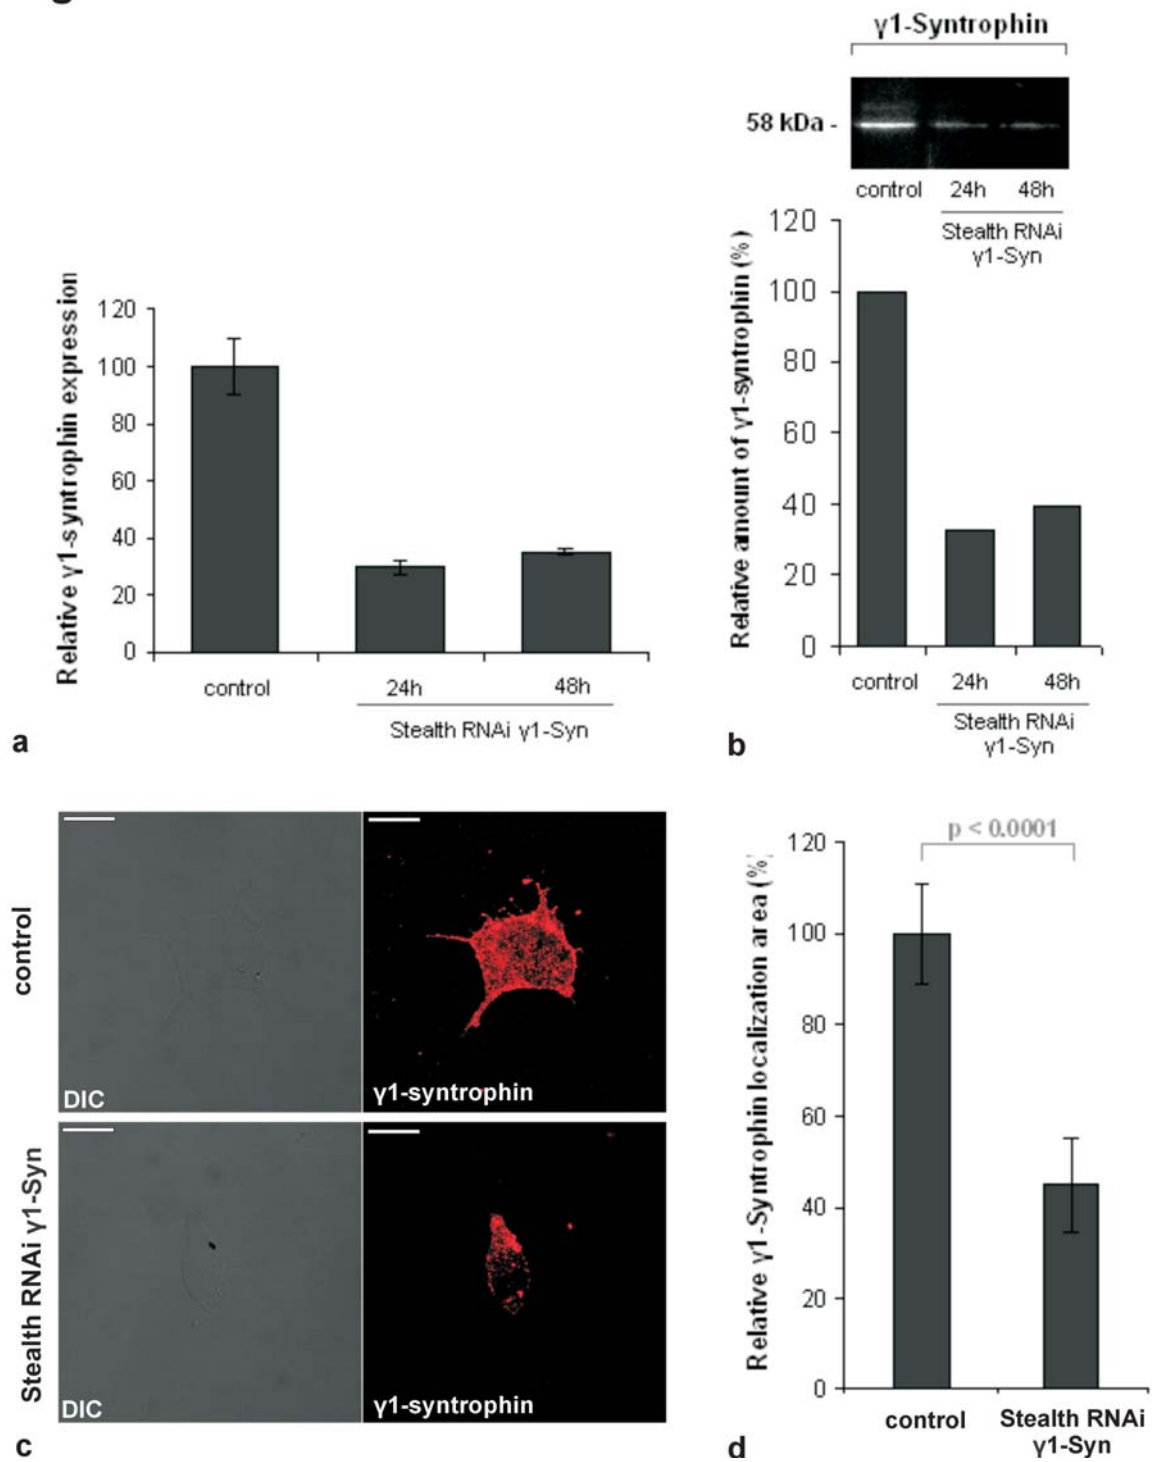 Relative γ1-syntrophin expression
120
100
80
60
40
20
0
control
24h
48h
Stealth RNAi γ1-Syn
a
γ1-Syntrophin
58 kDa -
control
24h
48h
Stealth RNAi
γ1-Syn
Relative amount of γ1-syntrophin (%)
120
100
80
60
40
20
0
control
24h
48h
Stealth RNAi
γ1-Syn
b
control
DIC
γ1-syntrophin
Stealth RNAi γ1-Syn
DIC
γ1-syntrophin
c
p < 0.0001
Relative γ1-Syntrophin localization area (%)
120
100
80
60
40
20
0
control
Stealth RNAi
γ1-Syn
d